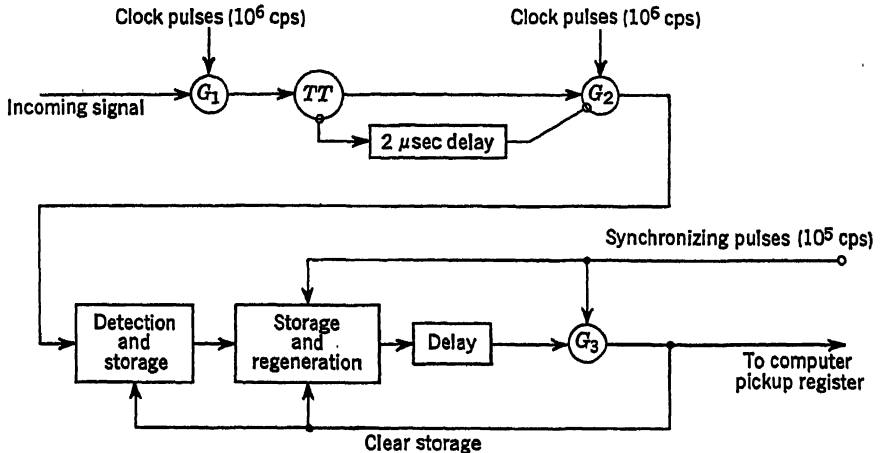 Clock pulses (10⁶ cps)
Clock pulses (10⁶ cps)
Incoming signal
G₁
TT
G₂
2 μsec delay
Synchronizing pulses (10⁵ cps)
Detection
and
storage
Storage
and
regeneration
Delay
G₃
To computer
pickup register
Clear storage